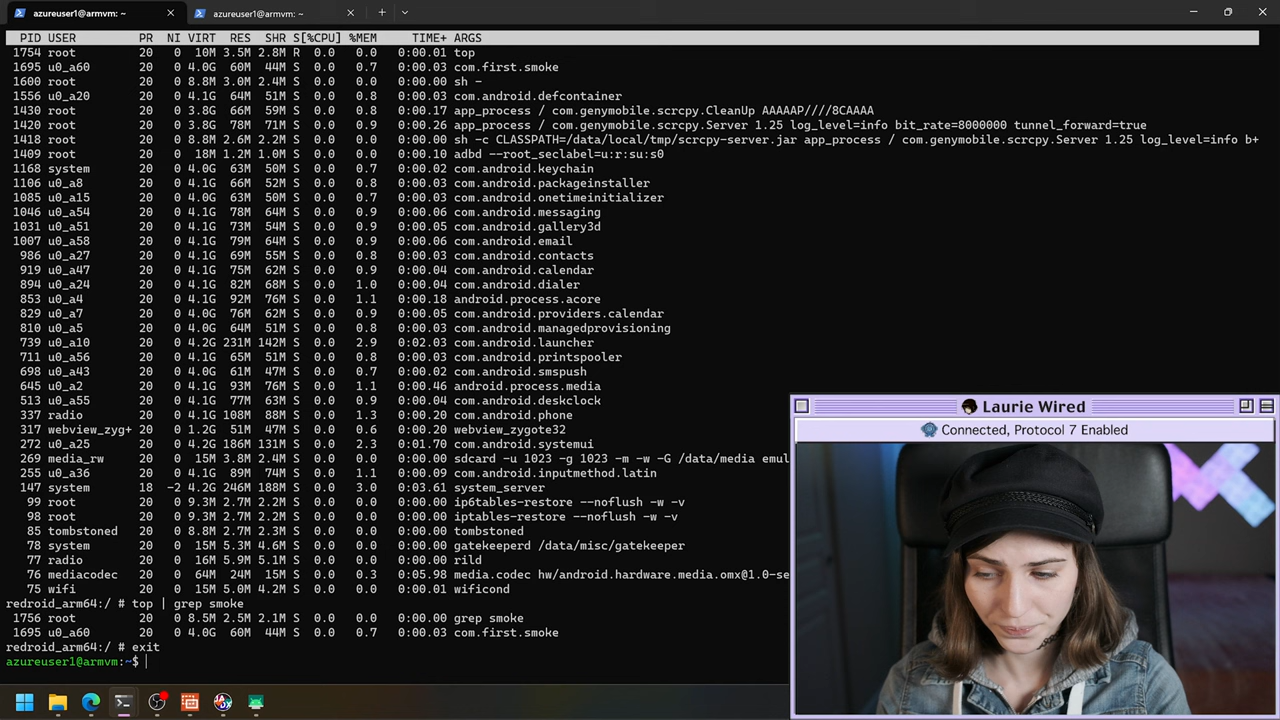 azureuser1@armvm: ~
azureuser1@armvm: ~
PID USER PR NI VIRT RES SHR S[%CPU] %MEM TIME+ ARGS
1754 root 20 0 10M 3.5M 2.8M R 0.0 0.0 0:00.01 top
1695 u0_a60 20 0 4.0G 60M 44M S 0.0 0.7 0:00.03 com.first.smoke
1600 root 20 0 8.8M 3.0M 2.4M S 0.0 0.0 0:00.00 sh -
1556 u0_a20 20 0 4.1G 64M 51M S 0.0 0.8 0:00.03 com.android.defcontainer
1430 root 20 0 3.8G 66M 59M S 0.0 0.8 0:00.17 app_process / com.genymobile.scrcpy.CleanUp AAAAAP////8CAAAA
1420 root 20 0 3.8G 78M 71M S 0.0 0.9 0:00.26 app_process / com.genymobile.scrcpy.Server 1.25 log_level=info bit_rate=8000000 tunnel_forward=true
1418 root 20 0 8.8M 2.6M 2.2M S 0.0 0.0 0:00.00 sh -c CLASSPATH=/data/local/tmp/scrcpy-server.jar app_process / com.genymobile.scrcpy.Server 1.25 log_level=info b+
1409 root 20 0 18M 1.2M 1.0M S 0.0 0.0 0:00.10 adbd --root_seclabel=u:r:su:s0
1168 system 20 0 4.0G 63M 50M S 0.0 0.7 0:00.02 com.android.keychain
1106 u0_a8 20 0 4.1G 66M 52M S 0.0 0.8 0:00.03 com.android.packageinstaller
1085 u0_a15 20 0 4.0G 63M 50M S 0.0 0.7 0:00.03 com.android.onetimeinitializer
1046 u0_a54 20 0 4.1G 78M 64M S 0.0 0.9 0:00.06 com.android.messaging
1031 u0_a51 20 0 4.1G 73M 54M S 0.0 0.9 0:00.05 com.android.gallery3d
1007 u0_a58 20 0 4.1G 79M 64M S 0.0 0.9 0:00.06 com.android.email
986 u0_a27 20 0 4.1G 69M 55M S 0.0 0.8 0:00.03 com.android.contacts
919 u0_a47 20 0 4.1G 75M 62M S 0.0 0.9 0:00.04 com.android.calendar
894 u0_a24 20 0 4.1G 82M 68M S 0.0 1.0 0:00.04 com.android.dialer
853 u0_a4 20 0 4.1G 92M 76M S 0.0 1.1 0:00.18 android.process.acore
829 u0_a7 20 0 4.0G 76M 62M S 0.0 0.9 0:00.05 com.android.providers.calendar
810 u0_a5 20 0 4.0G 64M 51M S 0.0 0.8 0:00.03 com.android.managedprovisioning
739 u0_a10 20 0 4.2G 231M 142M S 0.0 2.9 0:02.03 com.android.launcher
711 u0_a56 20 0 4.1G 65M 51M S 0.0 0.8 0:00.03 com.android.printspooler
698 u0_a43 20 0 4.0G 61M 47M S 0.0 0.7 0:00.02 com.android.smspush
645 u0_a2 20 0 4.1G 93M 76M S 0.0 1.1 0:00.46 android.process.media
513 u0_a55 20 0 4.1G 77M 63M S 0.0 0.9 0:00.04 com.android.deskclock
337 radio 20 0 4.1G 108M 88M S 0.0 1.3 0:00.20 com.android.phone
317 webview_zyg+ 20 0 1.2G 51M 47M S 0.0 0.6 0:00.20 webview_zygote32
272 u0_a25 20 0 4.2G 186M 131M S 0.0 2.3 0:01.70 com.android.systemui
269 media_rw 20 0 15M 3.8M 2.4M S 0.0 0.0 0:00.00 sdcard -u 1023 -g 1023 -m -w -G /data/media emul
255 u0_a36 20 0 4.1G 89M 74M S 0.0 1.1 0:00.09 com.android.inputmethod.latin
147 system 18 -2 4.2G 246M 188M S 0.0 3.0 0:03.61 system_server
99 root 20 0 9.3M 2.7M 2.2M S 0.0 0.0 0:00.00 ip6tables-restore --noflush -w -v
98 root 20 0 9.3M 2.7M 2.2M S 0.0 0.0 0:00.00 iptables-restore --noflush -w -v
85 tombstoned 20 0 8.8M 2.7M 2.3M S 0.0 0.0 0:00.00 tombstoned
78 system 20 0 15M 5.3M 4.6M S 0.0 0.0 0:00.00 gatekeeperd /data/misc/gatekeeper
77 radio 20 0 16M 5.9M 5.1M S 0.0 0.0 0:00.00 rild
76 mediacodec 20 0 64M 24M 15M S 0.0 0.3 0:05.98 media.codec hw/android.hardware.media.omx@1.0-se
75 wifi 20 0 15M 5.0M 4.2M S 0.0 0.0 0:00.00 wificond
redroid_arm64:/ # top | grep smoke
1756 root 20 0 8.5M 2.5M 2.1M S 0.0 0.0 0:00.00 grep smoke
1695 u0_a60 20 0 4.0G 60M 44M S 0.0 0.7 0:00.03 com.first.smoke
redroid_arm64:/ # exit
azureuser1@armvm:~$
Laurie Wired
Connected, Protocol 7 Enabled